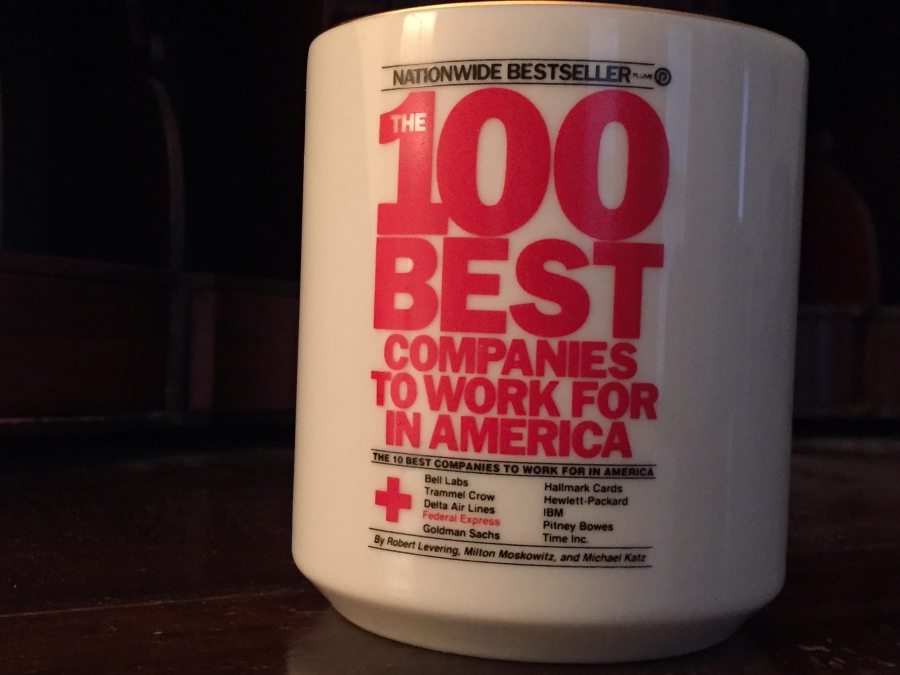 NATIONWIDE BESTSELLER PLUME P
THE 100
BEST
COMPANIES
TO WORK FOR
IN AMERICA
THE 10 BEST COMPANIES TO WORK FOR IN AMERICA
Bell Labs
Trammel Crow
Delta Air Lines
Federal Express
Goldman Sachs
Hallmark Cards
Hewlett-Packard
IBM
Pitney Bowes
Time Inc.
By Robert Levering, Milton Moskowitz, and Michael Katz